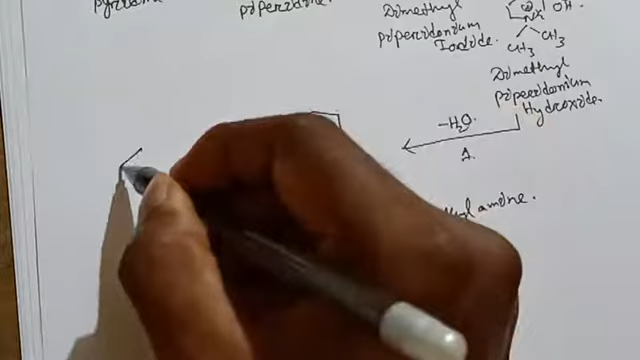 Piperidine.
Dimethyl
Piperidinium
Iodide.
N OH.
CH3 CH3
Dimethyl
Piperidinium
Hydroxide.
-H2O.
Δ.
amine.